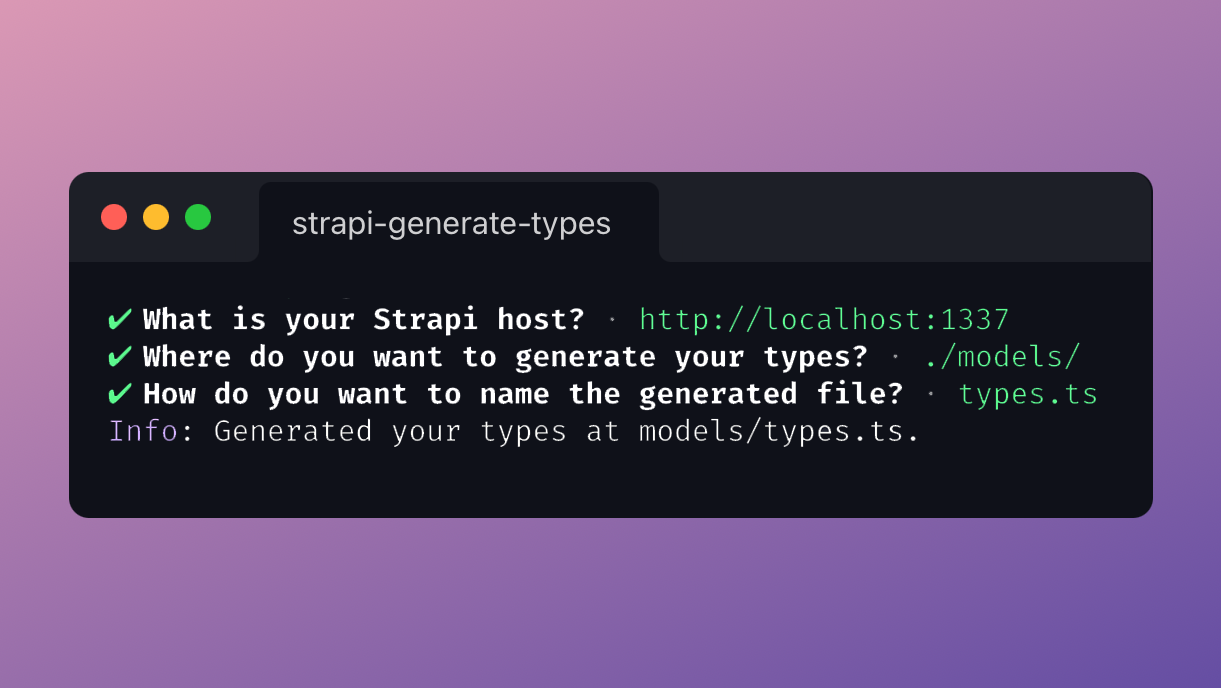 strapi-generate-types
✔ What is your Strapi host? · http://localhost:1337
✔ Where do you want to generate your types? · ./models/
✔ How do you want to name the generated file? · types.ts
Info: Generated your types at models/types.ts.